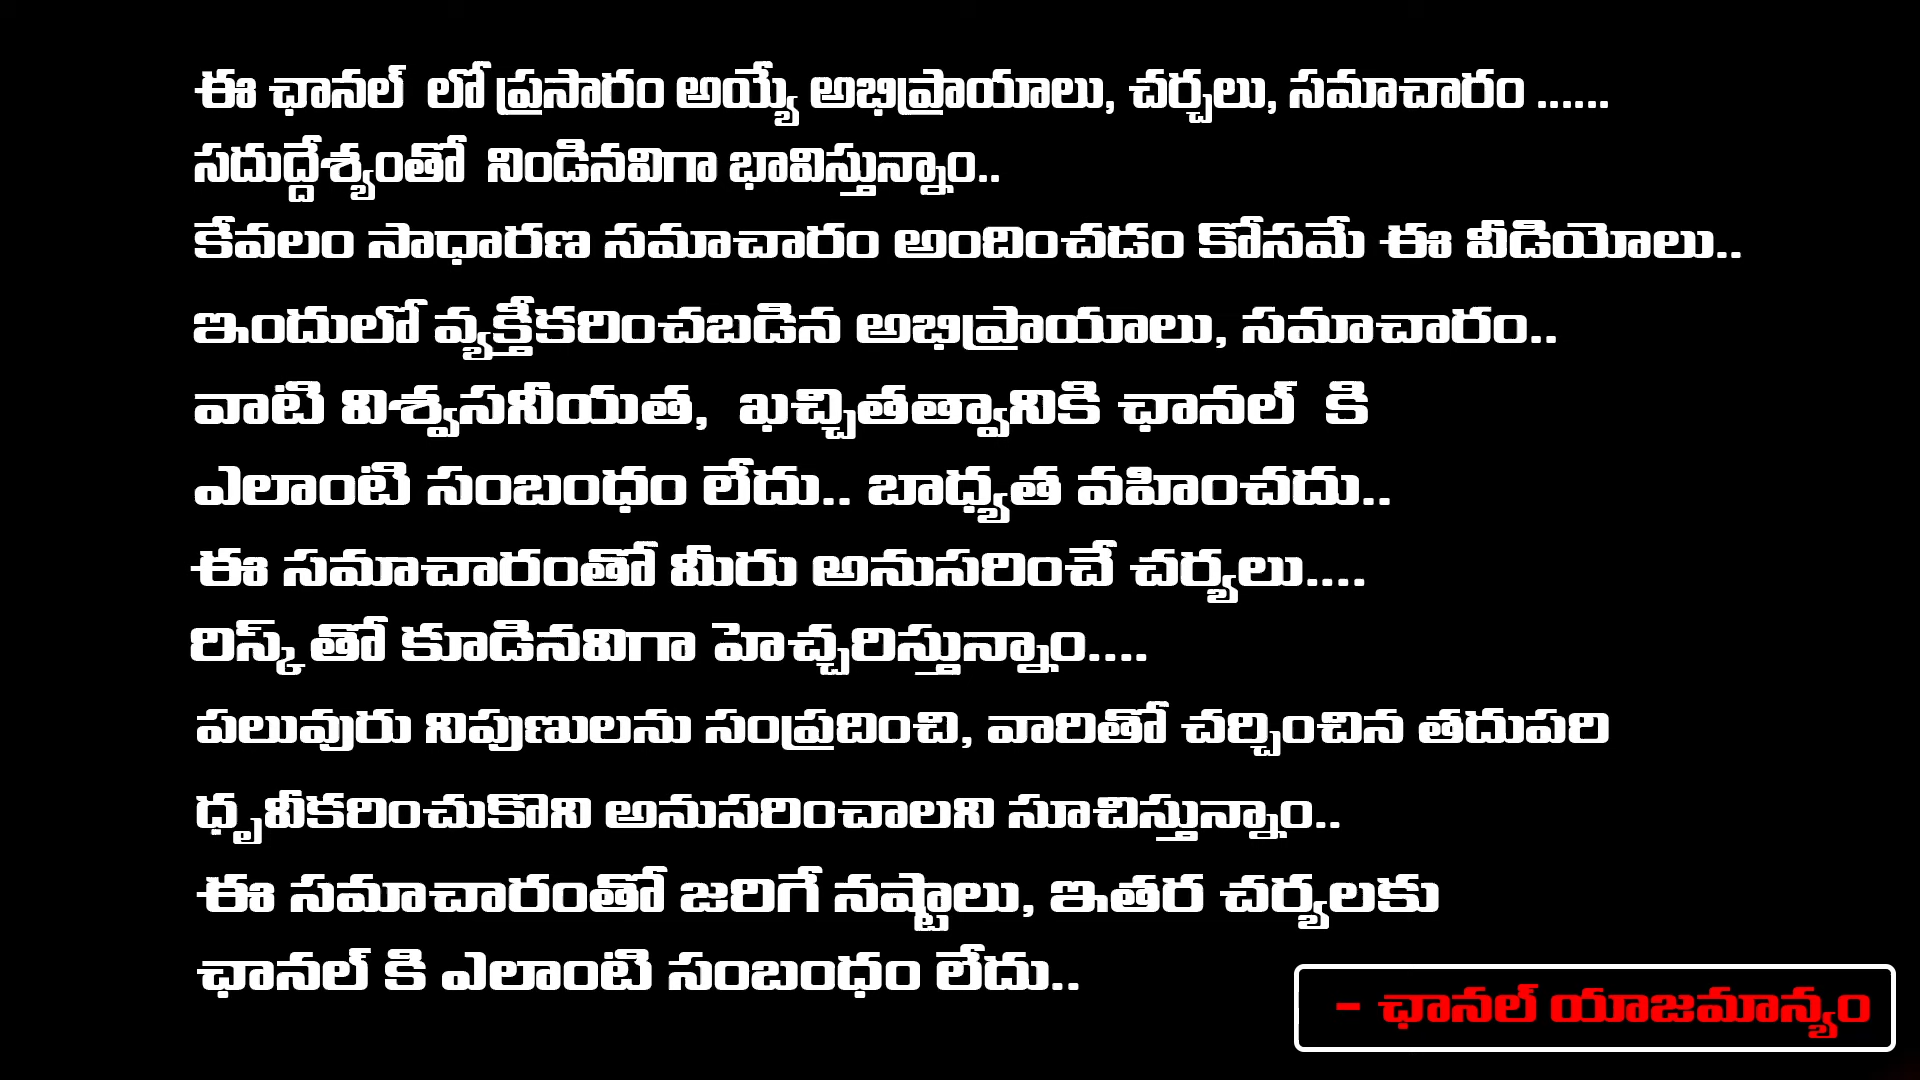 ఈ ఛానల్ లో ప్రసారం అయ్యే అభిప్రాయాలు, చర్చలు, సమాచారం ......
సదుద్దేశ్యంతో నిండినవిగా భావిస్తున్నాం..
కేవలం సాధారణ సమాచారం అందించడం కోసమే ఈ వీడియోలు..
ఇందులో వ్యక్తీకరించబడిన అభిప్రాయాలు, సమాచారం..
వాటి విశ్వసనీయత, ఖచ్చితత్వానికి ఛానల్ కి
ఎలాంటి సంబంధం లేదు.. బాధ్యత వహించదు..
ఈ సమాచారంతో మీరు అనుసరించే చర్యలు....
రిస్క్ తో కూడినవిగా హెచ్చరిస్తున్నాం....
పలువురు నిపుణులను సంప్రదించి, వారితో చర్చించిన తదుపరి
ధృవీకరించుకొని అనుసరించాలని సూచిస్తున్నాం..
ఈ సమాచారంతో జరిగే నష్టాలు, ఇతర చర్యలకు
ఛానల్ కి ఎలాంటి సంబంధం లేదు..
- ఛానల్ యాజమాన్యం